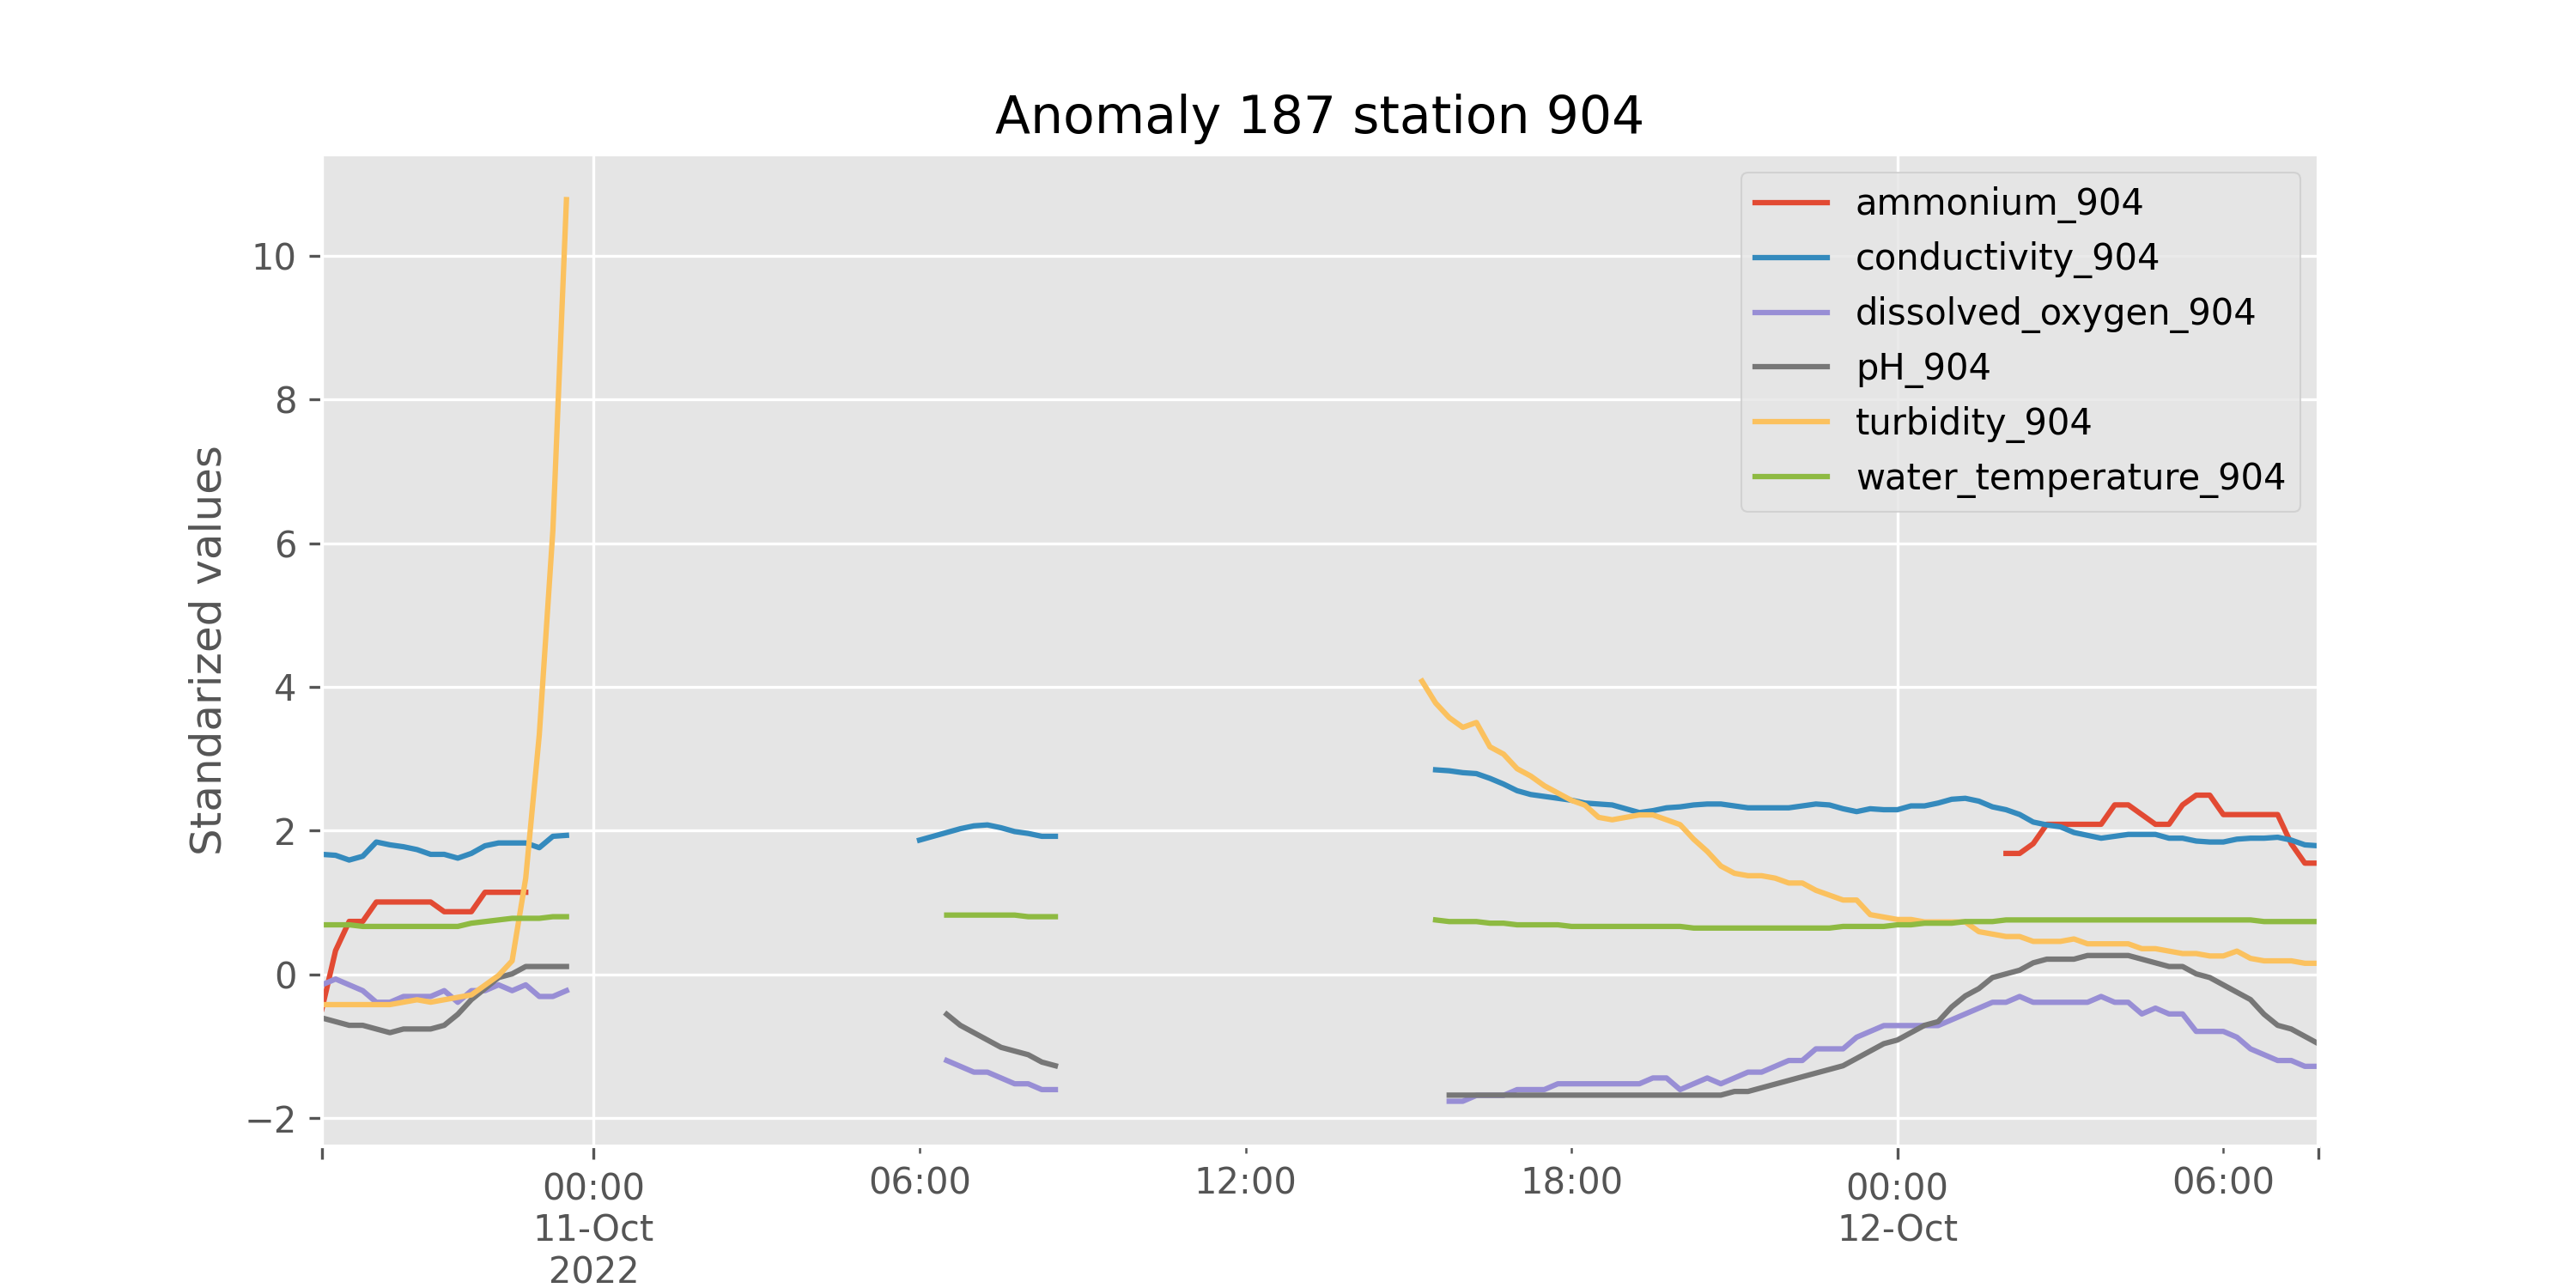 Anomaly 187 station 904
Standarized values
10
8
6
4
2
0
−2
ammonium_904
conductivity_904
dissolved_oxygen_904
pH_904
turbidity_904
water_temperature_904
00:00
11-Oct
2022
06:00
12:00
18:00
00:00
12-Oct
06:00